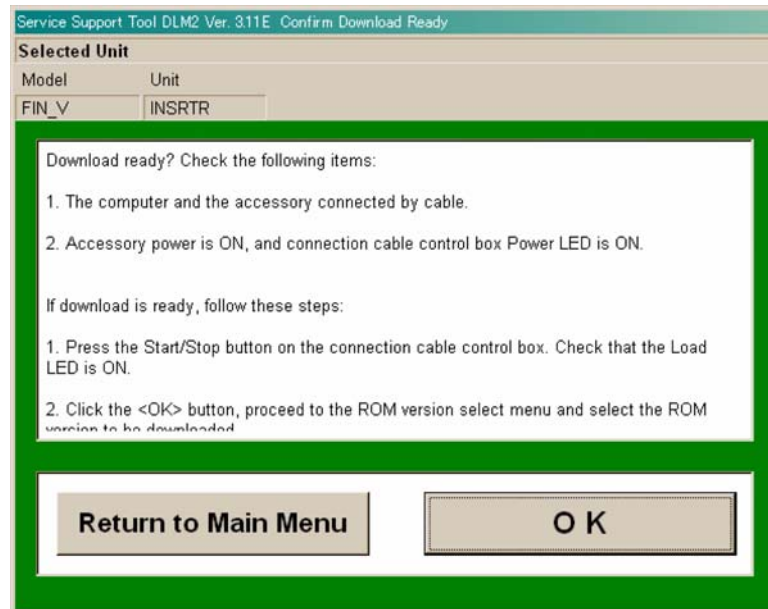 Service Support Tool DLM2 Ver. 3.11E  Confirm Download Ready
Selected Unit
Model Unit
FIN_V INSRTR
Download ready? Check the following items:
1. The computer and the accessory connected by cable.
2. Accessory power is ON, and connection cable control box Power LED is ON.
If download is ready, follow these steps:
1. Press the Start/Stop button on the connection cable control box. Check that the Load
LED is ON.
2. Click the <OK> button, proceed to the ROM version select menu and select the ROM
version to be downloaded
Return to Main Menu
O K